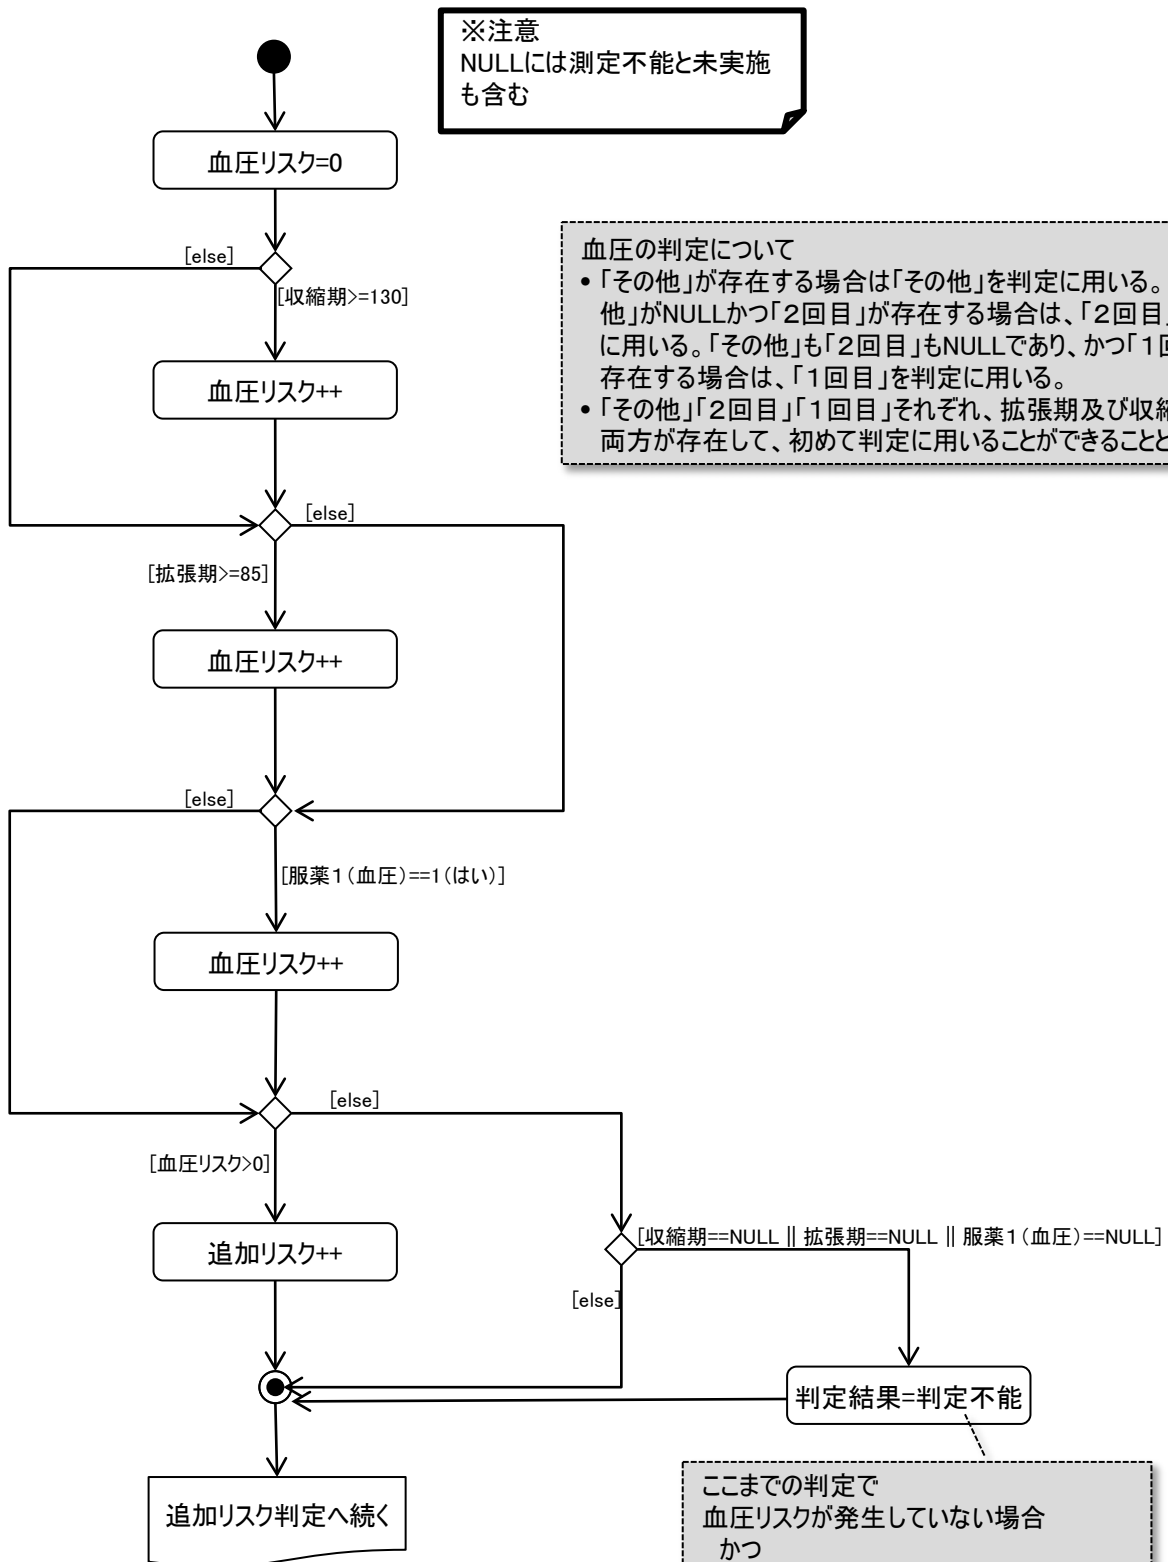 ※注意
NULLには測定不能と未実施
も含む
血圧リスク=0
[else]
[収縮期>=130]
血圧の判定について
•「その他」が存在する場合は「その他」を判定に用いる。
他」がNULLかつ「2回目」が存在する場合は、「2回目」
に用いる。「その他」も「2回目」もNULLであり、かつ「1回
存在する場合は、「1回目」を判定に用いる。
•「その他」「2回目」「1回目」それぞれ、拡張期及び収縮
両方が存在して、初めて判定に用いることができることと
血圧リスク++
[else]
[拡張期>=85]
血圧リスク++
[else]
[服薬1(血圧)==1(はい)]
血圧リスク++
[else]
[血圧リスク>0]
追加リスク++
[収縮期==NULL || 拡張期==NULL || 服薬1(血圧)==NULL]
[else]
判定結果=判定不能
追加リスク判定へ続く
ここまでの判定で
血圧リスクが発生していない場合
かつ